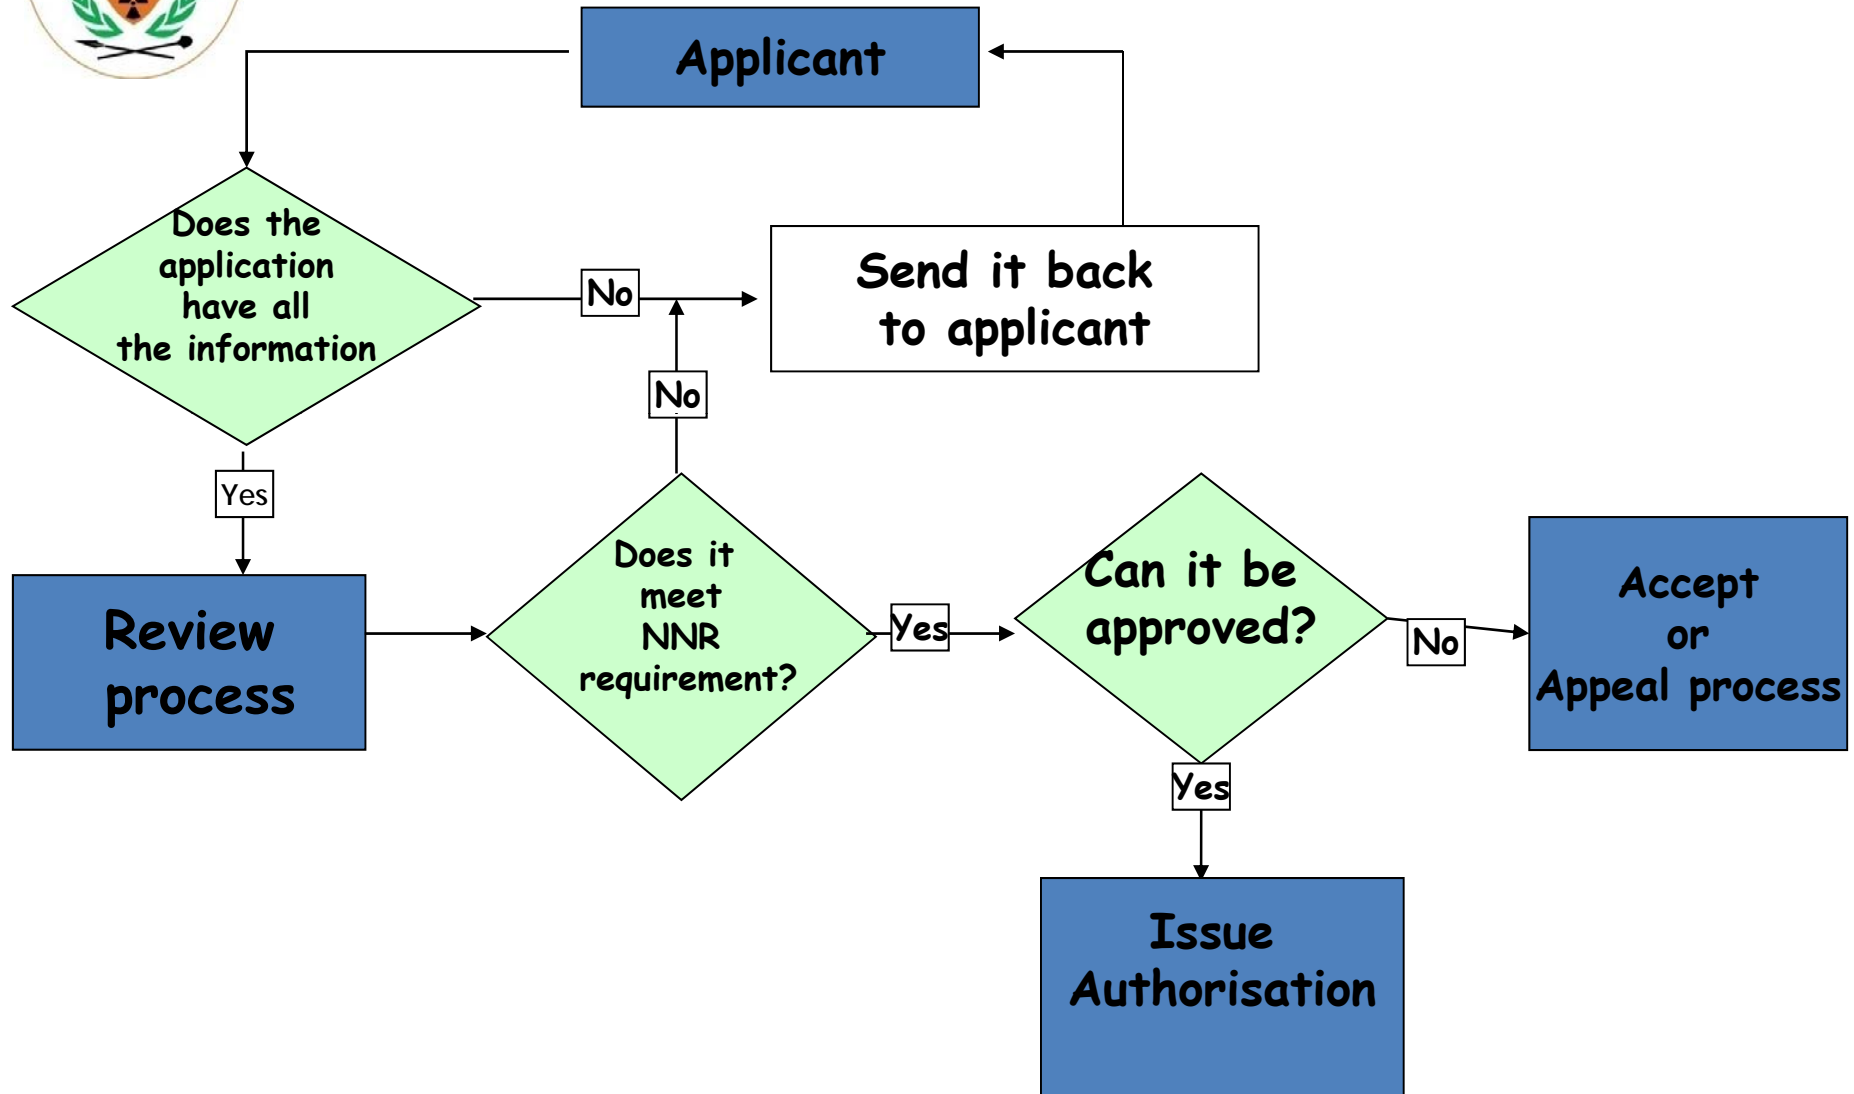 Applicant
Does the
application
have all
the information
No
Send it back
to applicant
No
Yes
Review
process
Does it
meet
NNR
requirement?
Yes
Can it be
approved?
No
Accept
or
Appeal process
Yes
Issue
Authorisation